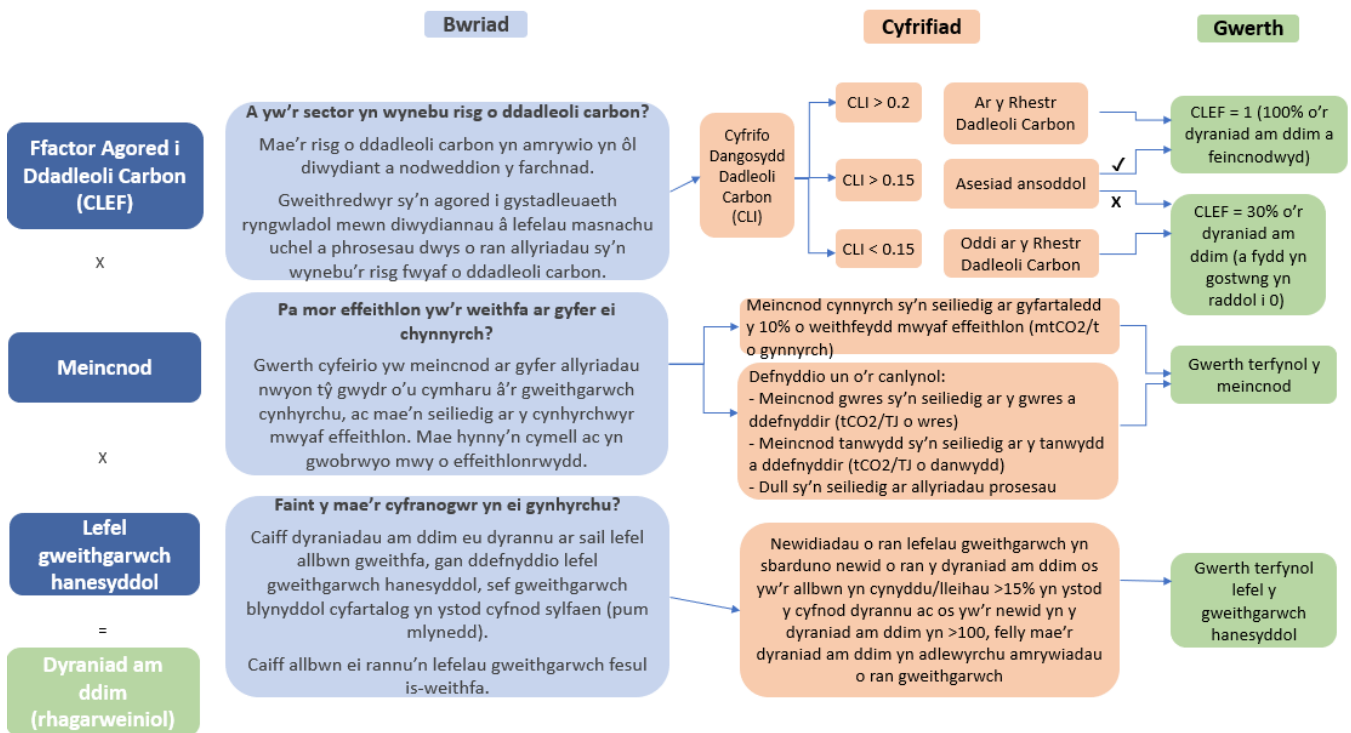 Bwriad
Cyfrifiad
Gwerth
Ffactor Agored i
Ddadleoli Carbon
(CLEF)
A yw'r sector yn wynebu risg o ddadleoli carbon?
Mae'r risg o ddadleoli carbon yn amrywio yn ôl
diwydiant a nodweddion y farchnad.
Gweithredwyr sy'n agored i gystadleuaeth
ryngwladol mewn diwydiannau â lefelau masnachu
uchel a phrosesau dwys o ran allyriadau sy'n
wynebu'r risg fwyaf o ddadleoli carbon.
Cyfrifo
Dangosydd
Dadleoli
Carbon
(CLI)
CLI > 0.2
CLI > 0.15
CLI < 0.15
Ar y Rhestr
Dadleoli Carbon
Asesiad ansoddol
✓
x
Oddi ar y Rhestr
Dadleoli Carbon
CLEF = 1 (100% o'r
dyraniad am ddim a
feincnodwyd)
CLEF = 30% o'r
dyraniad am
ddim (a fydd yn
gostwng yn
raddol i 0)
x
Meincnod
Pa mor effeithlon yw'r weithfa ar gyfer ei
chynnyrch?
Gwerth cyfeirio yw meincnod ar gyfer allyriadau
nwyon tŷ gwydr o'u cymharu â'r gweithgarwch
cynhyrchu, ac mae'n seiliedig ar y cynhyrchwyr
mwyaf effeithlon. Mae hynny'n cymell ac yn
gwobrwyo mwy o effeithlonrwydd.
Meincnod cynnyrch sy'n seiliedig ar gyfartaledd
y 10% o weithfeydd mwyaf effeithlon (mtCO2/t
o gynnyrch)
Defnyddio un o'r canlynol:
- Meincnod gwres sy'n seiliedig ar y gwres a
ddefnyddir (tCO2/TJ o wres)
- Meincnod tanwydd sy'n seiliedig ar y tanwydd
a ddefnyddir (tCO2/TJ o danwydd)
- Dull sy'n seiliedig ar allyriadau prosesau
Gwerth terfynol y
meincnod
x
Lefel
gweithgarwch
hanesyddol
Faint y mae'r cyfranogwr yn ei gynhyrchu?
Caiff dyraniadau am ddim eu dyrannu ar sail lefel
allbwn gweithfa, gan ddefnyddio lefel
gweithgarwch hanesyddol, sef gweithgarwch
blynyddol cyfartalog yn ystod cyfnod sylfaen (pum
mlynedd).
Caiff allbwn ei rannu'n lefelau gweithgarwch fesul
is-weithfa.
Newidiadau o ran lefelau gweithgarwch yn
sbarduno newid o ran y dyraniad am ddim os
yw'r allbwn yn cynyddu/lleihau >15% yn ystod
y cyfnod dyrannu ac os yw'r newid yn y
dyraniad am ddim yn >100, felly mae'r
dyraniad am ddim yn adlewyrchu amrywiadau
o ran gweithgarwch
Gwerth terfynol
lefel y
gweithgarwch
hanesyddol
=
Dyraniad am
ddim
(rhagarweiniol)